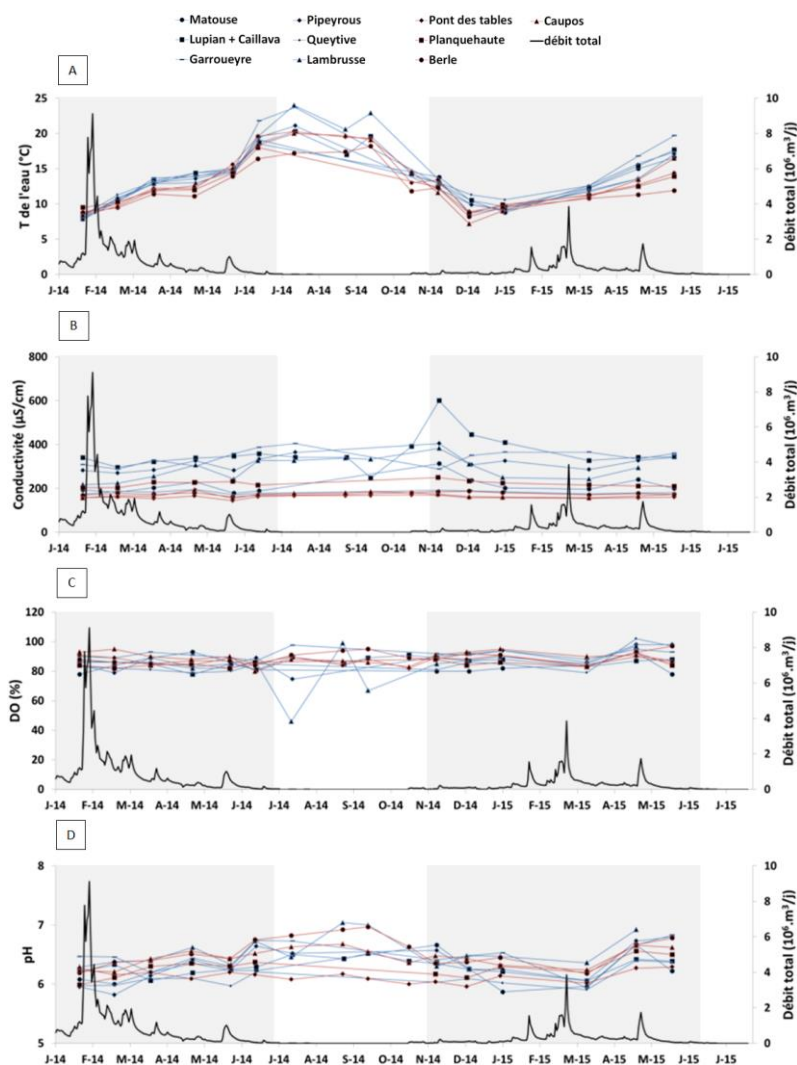 Matouse Pipeyrous Pont des tables Caupos
Lupian + Caillava Queytive Planquehaute débit total
Garroueyre Lambrusse Berle
A
25
20
15
10
5
0
T de l'eau (°C)
10
8
6
4
2
0
Débit total (10⁶.m³/j)
J-14 F-14 M-14 A-14 M-14 J-14 J-14 A-14 S-14 O-14 N-14 D-14 J-15 F-15 M-15 A-15 M-15 J-15 J-15
B
800
600
400
200
0
Conductivité (µS/cm)
10
8
6
4
2
0
Débit total (10⁶.m³/j)
J-14 F-14 M-14 A-14 M-14 J-14 J-14 A-14 S-14 O-14 N-14 D-14 J-15 F-15 M-15 A-15 M-15 J-15 J-15
C
120
100
80
60
40
20
0
DO (%)
10
8
6
4
2
0
Débit total (10⁶.m³/j)
J-14 F-14 M-14 A-14 M-14 J-14 J-14 A-14 S-14 O-14 N-14 D-14 J-15 F-15 M-15 A-15 M-15 J-15 J-15
D
8
7
6
5
pH
10
8
6
4
2
0
Débit total (10⁶.m³/j)
J-14 F-14 M-14 A-14 M-14 J-14 J-14 A-14 S-14 O-14 N-14 D-14 J-15 F-15 M-15 A-15 M-15 J-15 J-15